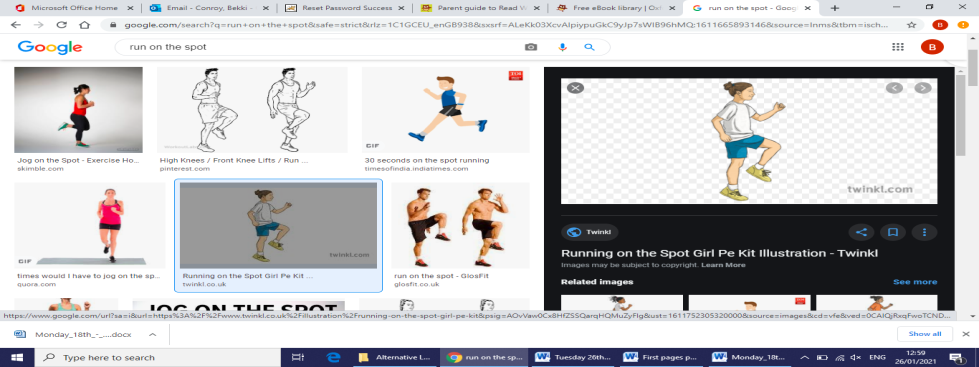 Microsoft Office Home
Email - Conroy, Bekki -
Reset Password Success
Parent guide to Read W
Free eBook library | Ox
run on the spot - Goog
google.com/search?q=run+on+the+spot&safe=strict&rlz=1C1GCEU_enGB938&sxsrf=ALeKk03XcvAlpiypuGkC9yJp7sWIB96hMQ:1611665893146&source=lnms&tbm=isch...
B
Google
run on the spot
B
Jog on the Spot - Exercise Ho...
skimble.com
High Knees / Front Knee Lifts / Run ...
pinterest.com
GIF
30 seconds on the spot running
timesofindia.indiatimes.com
GIF
times would I have to jog on the sp...
quora.com
twinkl.com
Running on the Spot Girl Pe Kit ...
twinkl.co.uk
run on the spot - GlosFit
glosfit.co.uk
JOG ON THE SPOT
twinkl.com
Twinkl
Running on the Spot Girl Pe Kit Illustration - Twinkl
Images may be subject to copyright. Learn More
Related images
See more
Monday_18th_-_....docx
Show all
Type here to search
Alternative L...
run on the sp...
Tuesday 26th...
First pages p...
Monday_18t...
ENG
12:59
26/01/2021